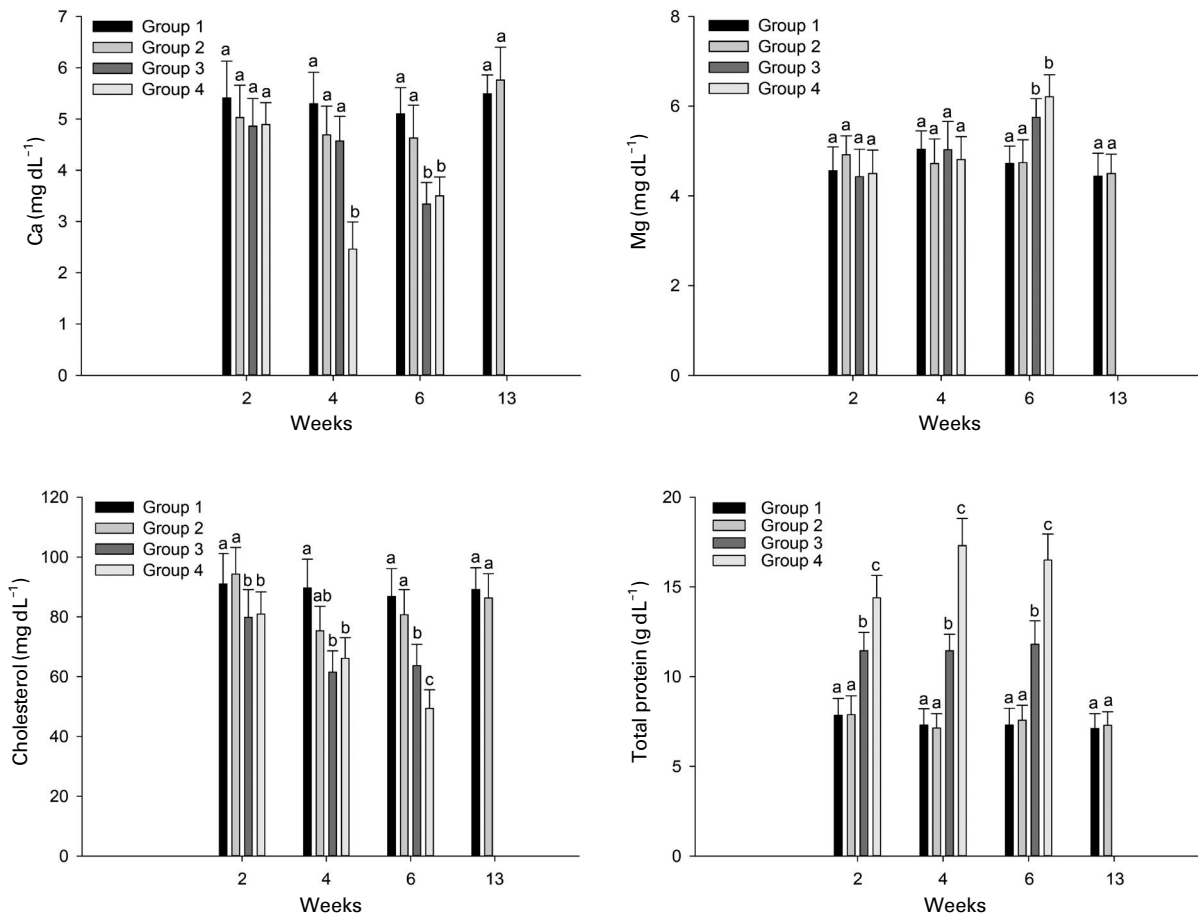 Group 1
Group 2
Group 3
Group 4
7
6
5
4
3
2
1
0
Ca (mg dL⁻¹)
a a a a
a a a b
a a b b
a a
2 4 6 13
Weeks
Group 1
Group 2
Group 3
Group 4
8
6
4
2
0
Mg (mg dL⁻¹)
a a a a
a a a a
a a b b
a a
2 4 6 13
Weeks
Group 1
Group 2
Group 3
Group 4
120
100
80
60
40
20
0
Cholesterol (mg dL⁻¹)
a a b b
a ab b b
a a b c
a a
2 4 6 13
Weeks
Group 1
Group 2
Group 3
Group 4
20
15
10
5
0
Total protein (g dL⁻¹)
a a b c
a a b c
a a b c
a a
2 4 6 13
Weeks